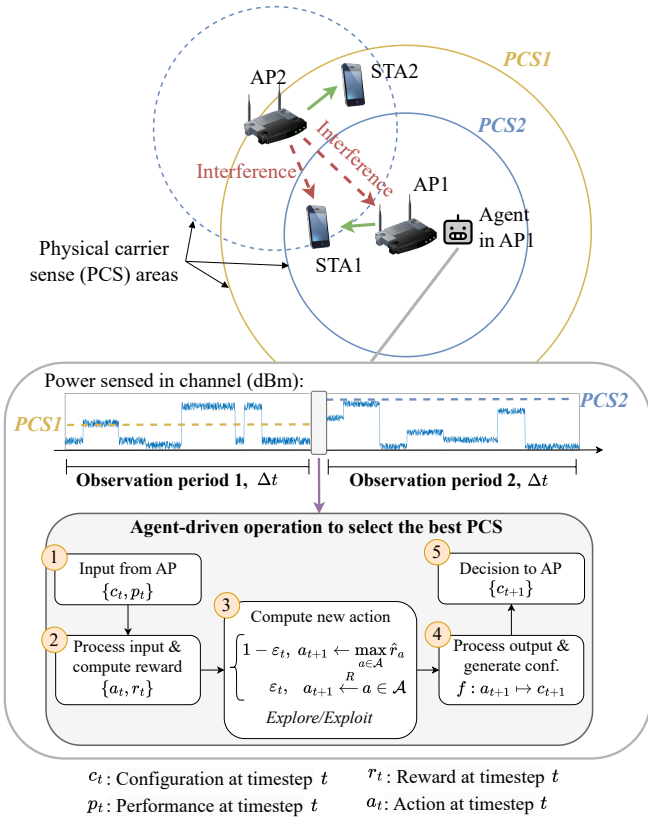 PCS1
STA2
AP2
PCS2
Interference
Interference
AP1
Agent
in AP1
STA1
Physical carrier
sense (PCS) areas
Power sensed in channel (dBm):
PCS1
PCS2
Observation period 1, Δt
Observation period 2, Δt
Agent-driven operation to select the best PCS
1
Input from AP
{c_t, p_t}
2
Process input &
compute reward
{a_t, r_t}
3
Compute new action
1 − ε_t, a_{t+1} ← max_{a∈𝒜} r̂_a
ε_t, a_{t+1} ←^R a ∈ 𝒜
Explore/Exploit
5
Decision to AP
{c_{t+1}}
4
Process output &
generate conf.
f : a_{t+1} ↦ c_{t+1}
c_t: Configuration at timestep t
r_t: Reward at timestep t
p_t: Performance at timestep t
a_t: Action at timestep t